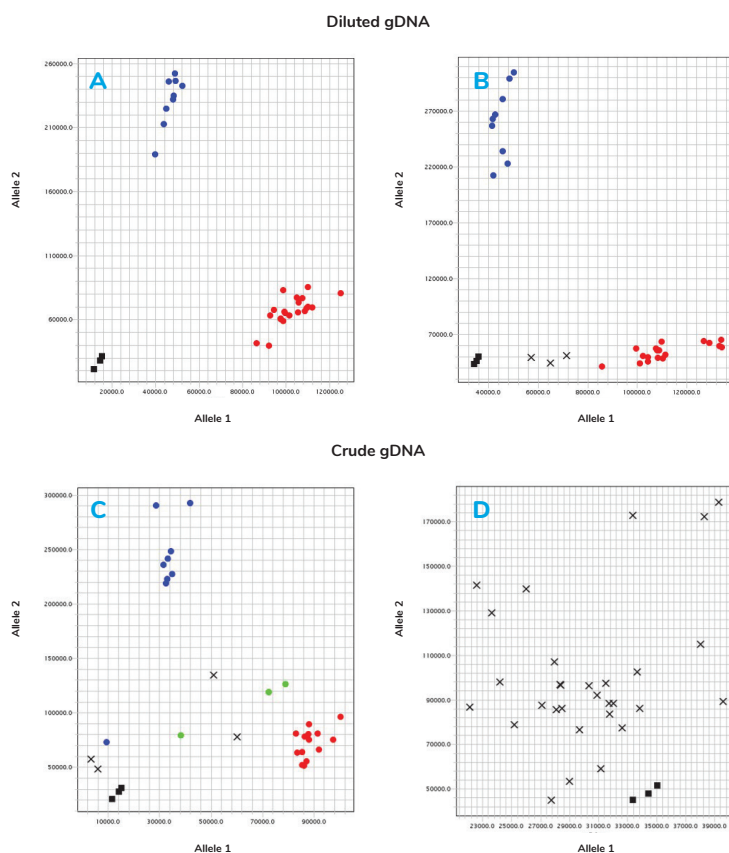 Diluted gDNA
A
260000.0
210000.0
160000.0
110000.0
60000.0
Allele 2
20000.0 40000.0 60000.0 80000.0 100000.0 120000.0
Allele 1
B
270000.0
220000.0
170000.0
120000.0
70000.0
Allele 2
40000.0 60000.0 80000.0 100000.0 120000.0
Allele 1
Crude gDNA
C
300000.0
250000.0
200000.0
150000.0
100000.0
50000.0
Allele 2
10000.0 30000.0 50000.0 70000.0 90000.0
Allele 1
D
170000.0
150000.0
130000.0
110000.0
90000.0
70000.0
50000.0
Allele 2
23000.0 25000.0 27000.0 29000.0 31000.0 33000.0 35000.0 37000.0 39000.0
Allele 1